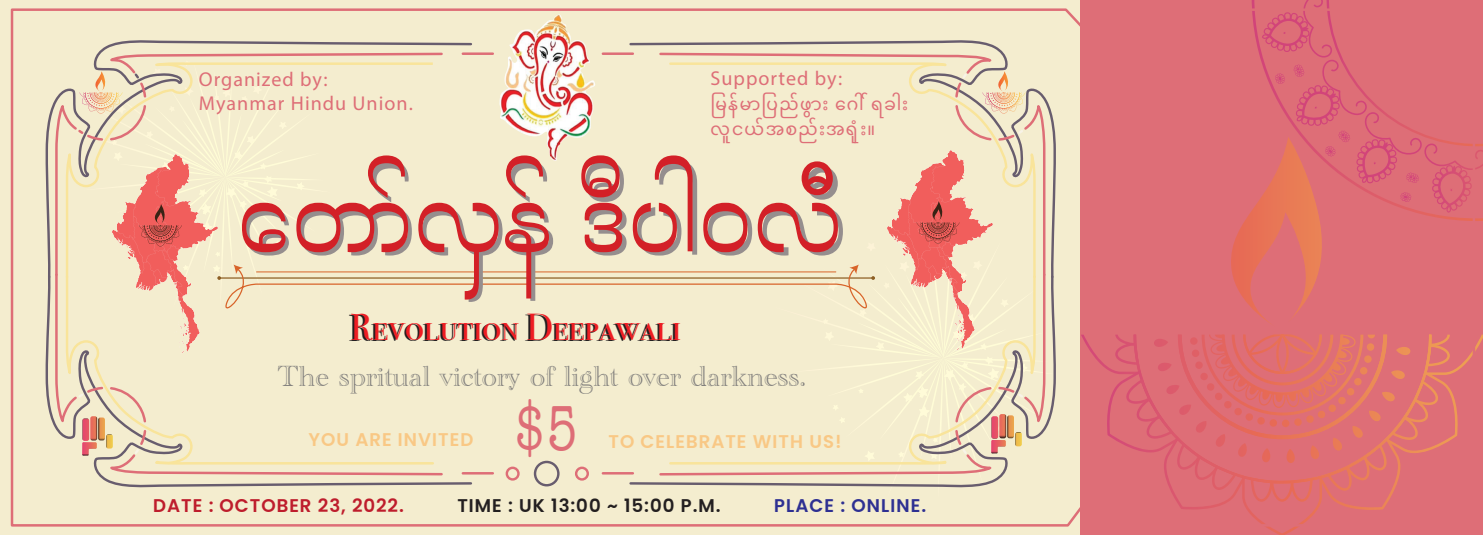 Organized by:
Myanmar Hindu Union.
Supported by:
မြန်မာပြည်ဖွား ဂေါ်ရခါး
လူငယ်အစည်းအရုံး။
တော်လှန် ဒီပါဝလီ
REVOLUTION DEEPAWALI
The spritual victory of light over darkness.
YOU ARE INVITED $5 TO CELEBRATE WITH US!
DATE : OCTOBER 23, 2022. TIME : UK 13:00 ~ 15:00 P.M. PLACE : ONLINE.